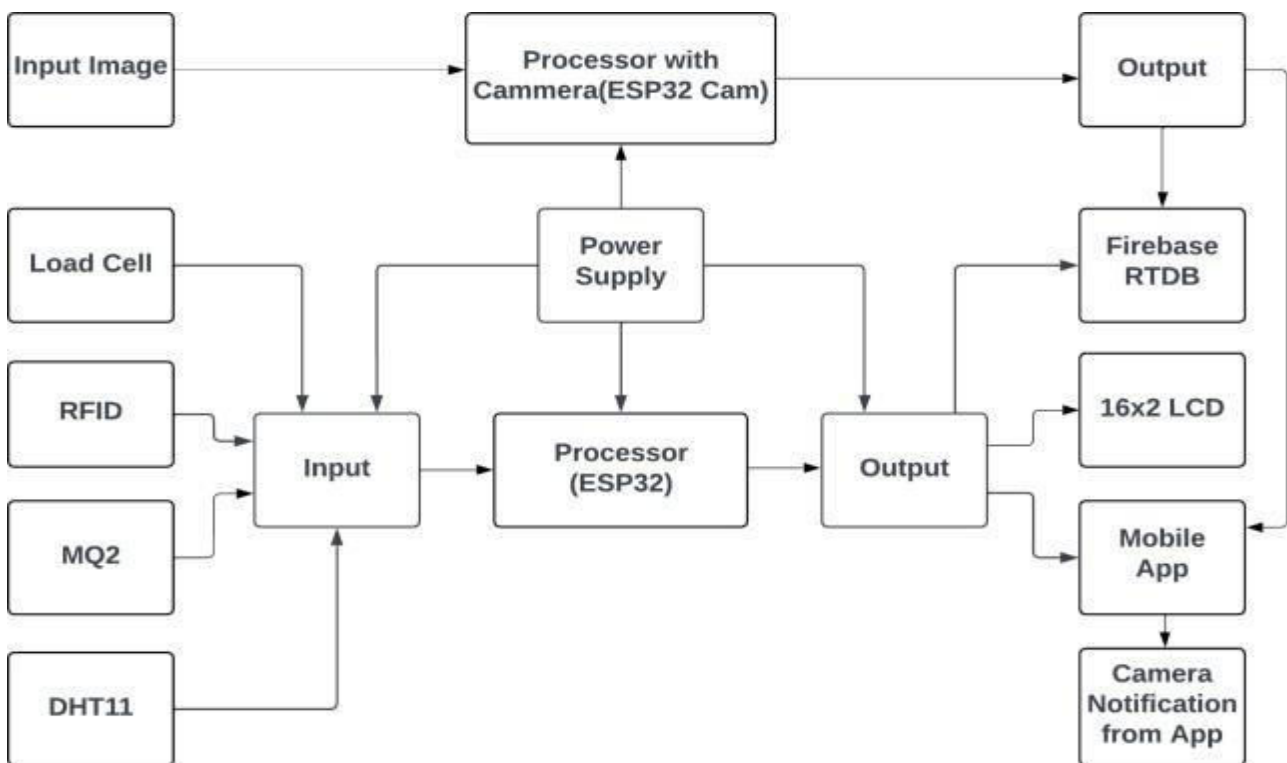 Input Image
Processor with
Cammera(ESP32 Cam)
Output
Load Cell
Power
Supply
Firebase
RTDB
RFID
16x2 LCD
Input
Processor
(ESP32)
Output
MQ2
Mobile
App
DHT11
Camera
Notification
from App